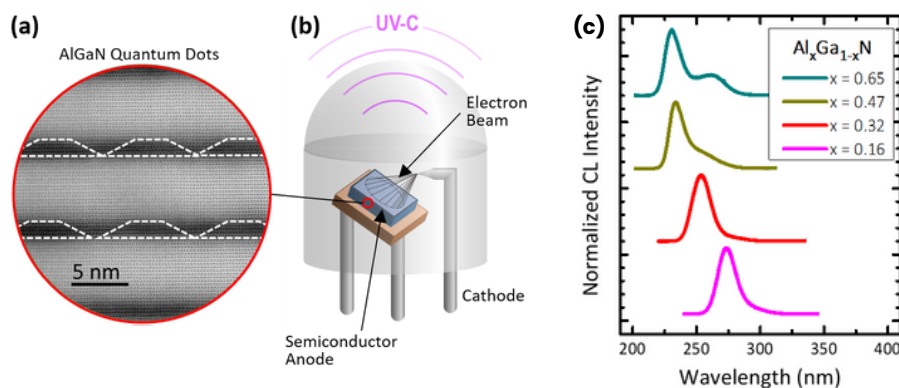 (a)
AlGaN Quantum Dots
5 nm
(b)
UV-C
Electron
Beam
Cathode
Semiconductor
Anode
(c)
Normalized CL Intensity
AlxGa1-xN
x = 0.65
x = 0.47
x = 0.32
x = 0.16
200 250 300 350 400
Wavelength (nm)